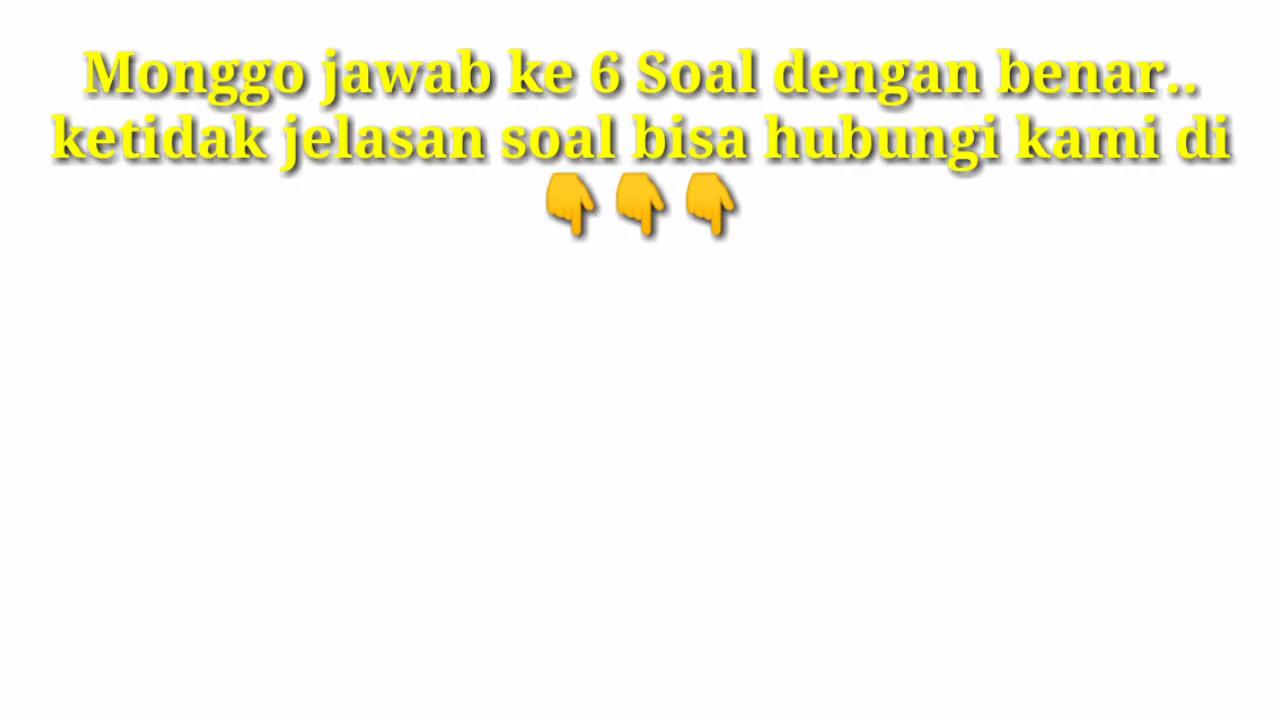 Monggo jawab ke 6 Soal dengan benar..
ketidak jelasan soal bisa hubungi kami di
👇👇👇